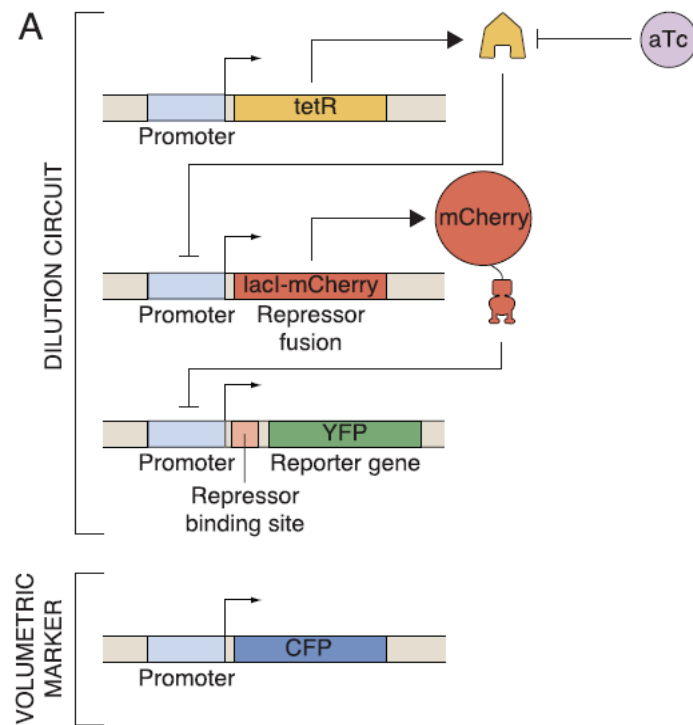 A
DILUTION CIRCUIT
aTc
tetR
Promoter
mCherry
lacI-mCherry
Promoter
Repressor
fusion
YFP
Promoter
Reporter gene
Repressor
binding site
VOLUMETRIC
MARKER
CFP
Promoter